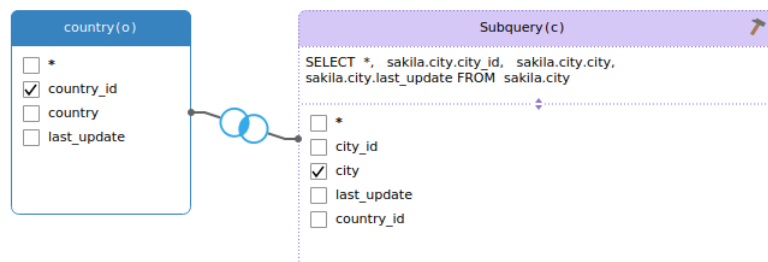 country(o)
*
country_id
country
last_update
Subquery(c)
SELECT *, sakila.city.city_id, sakila.city.city,
sakila.city.last_update FROM sakila.city
*
city_id
city
last_update
country_id